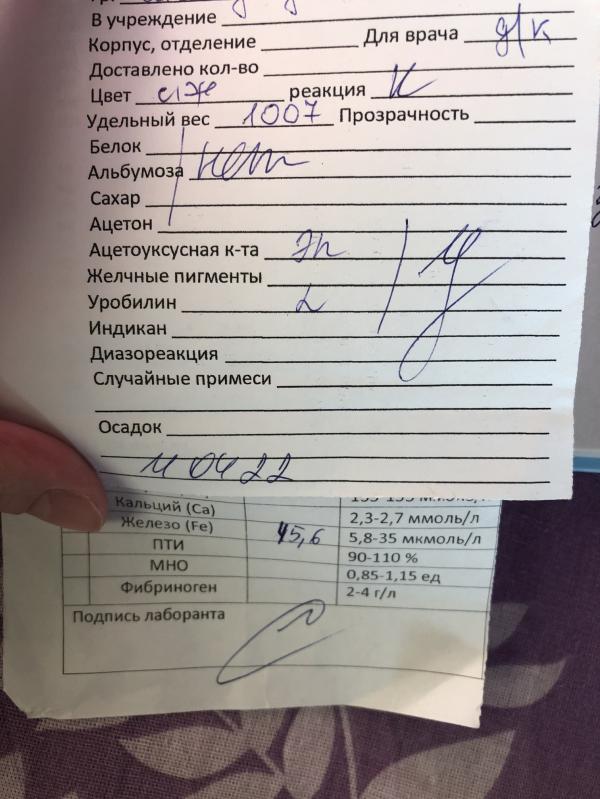 В учреждение
Корпус, отделение Для врача д/к
Доставлено кол-во
Цвет с/ж реакция К
Удельный вес 1007 Прозрачность
Белок
Альбумоза нет
Сахар
Ацетон
Ацетоуксусная к-та Эп
Желчные пигменты
Уробилин L
Индикан
Диазореакция
Случайные примеси
Осадок
110422
Кальций (Ca) 2,3-2,7 ммоль/л
Железо (Fe) 45,6 5,8-35 мкмоль/л
ПТИ 90-110 %
МНО 0,85-1,15 ед
Фибриноген 2-4 г/л
Подпись лаборанта